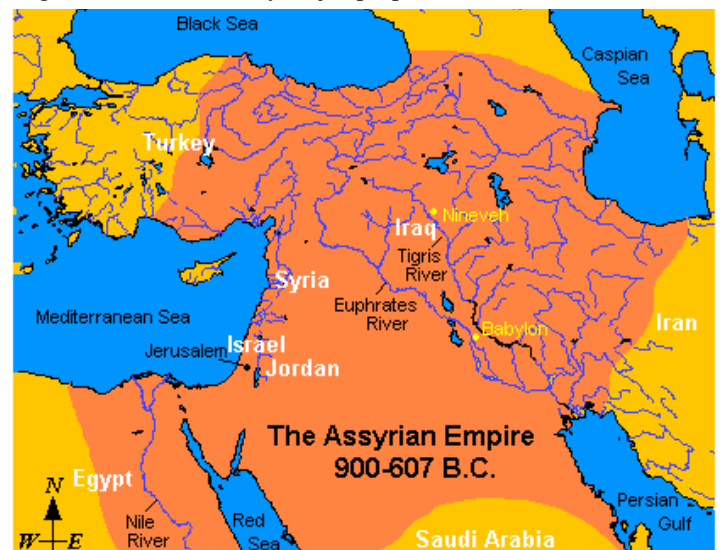 Black Sea
Caspian
Sea
Turkey
Nineveh
Iraq
Tigris
River
Syria
Euphrates
River
Mediterranean Sea
Iran
Babylon
Israel
Jerusalem
Jordan
The Assyrian Empire
900-607 B.C.
Egypt
N
W E
Nile
River
Red
Sea
Persian
Gulf
Saudi Arabia